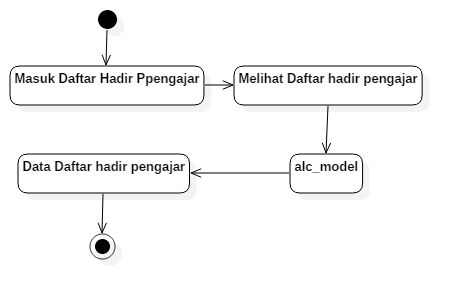 Masuk Daftar Hadir Ppengajar
Melihat Daftar hadir pengajar
alc_model
Data Daftar hadir pengajar